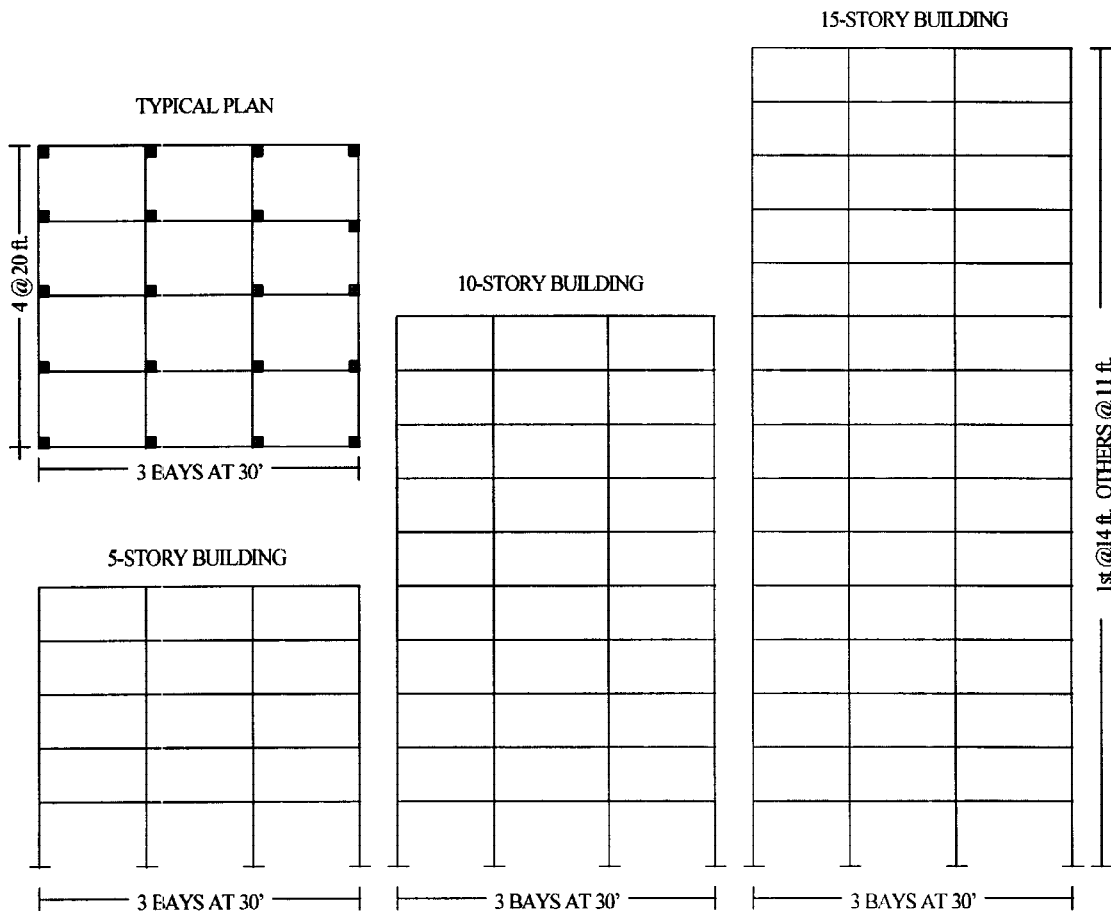 15-STORY BUILDING
TYPICAL PLAN
4 @20 ft.
3 BAYS AT 30'
10-STORY BUILDING
1st @14 ft. OTHERS @ 11 ft.
5-STORY BUILDING
3 BAYS AT 30'
3 BAYS AT 30'
3 BAYS AT 30'